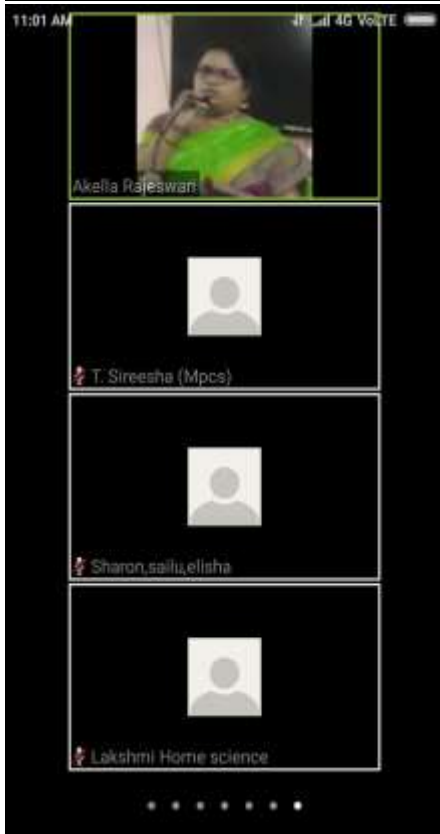 11:01 AM 4G VoLTE
Akella Rajeswari
T. Sireesha (Mpcs)
Sharon,sailu,elisha
Lakshmi Home science